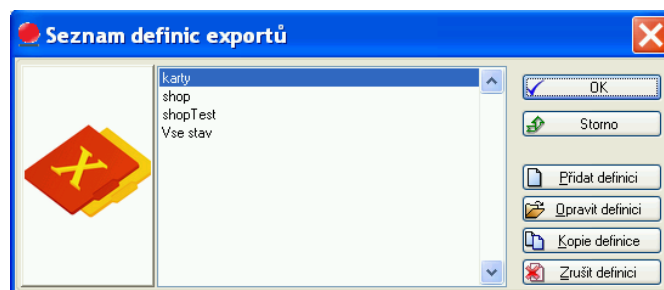 Seznam definic exportů
karty
shop
shopTest
Vse stav
OK
Storno
Přidat definici
Opravit definici
Kopie definice
Zrušit definici
X